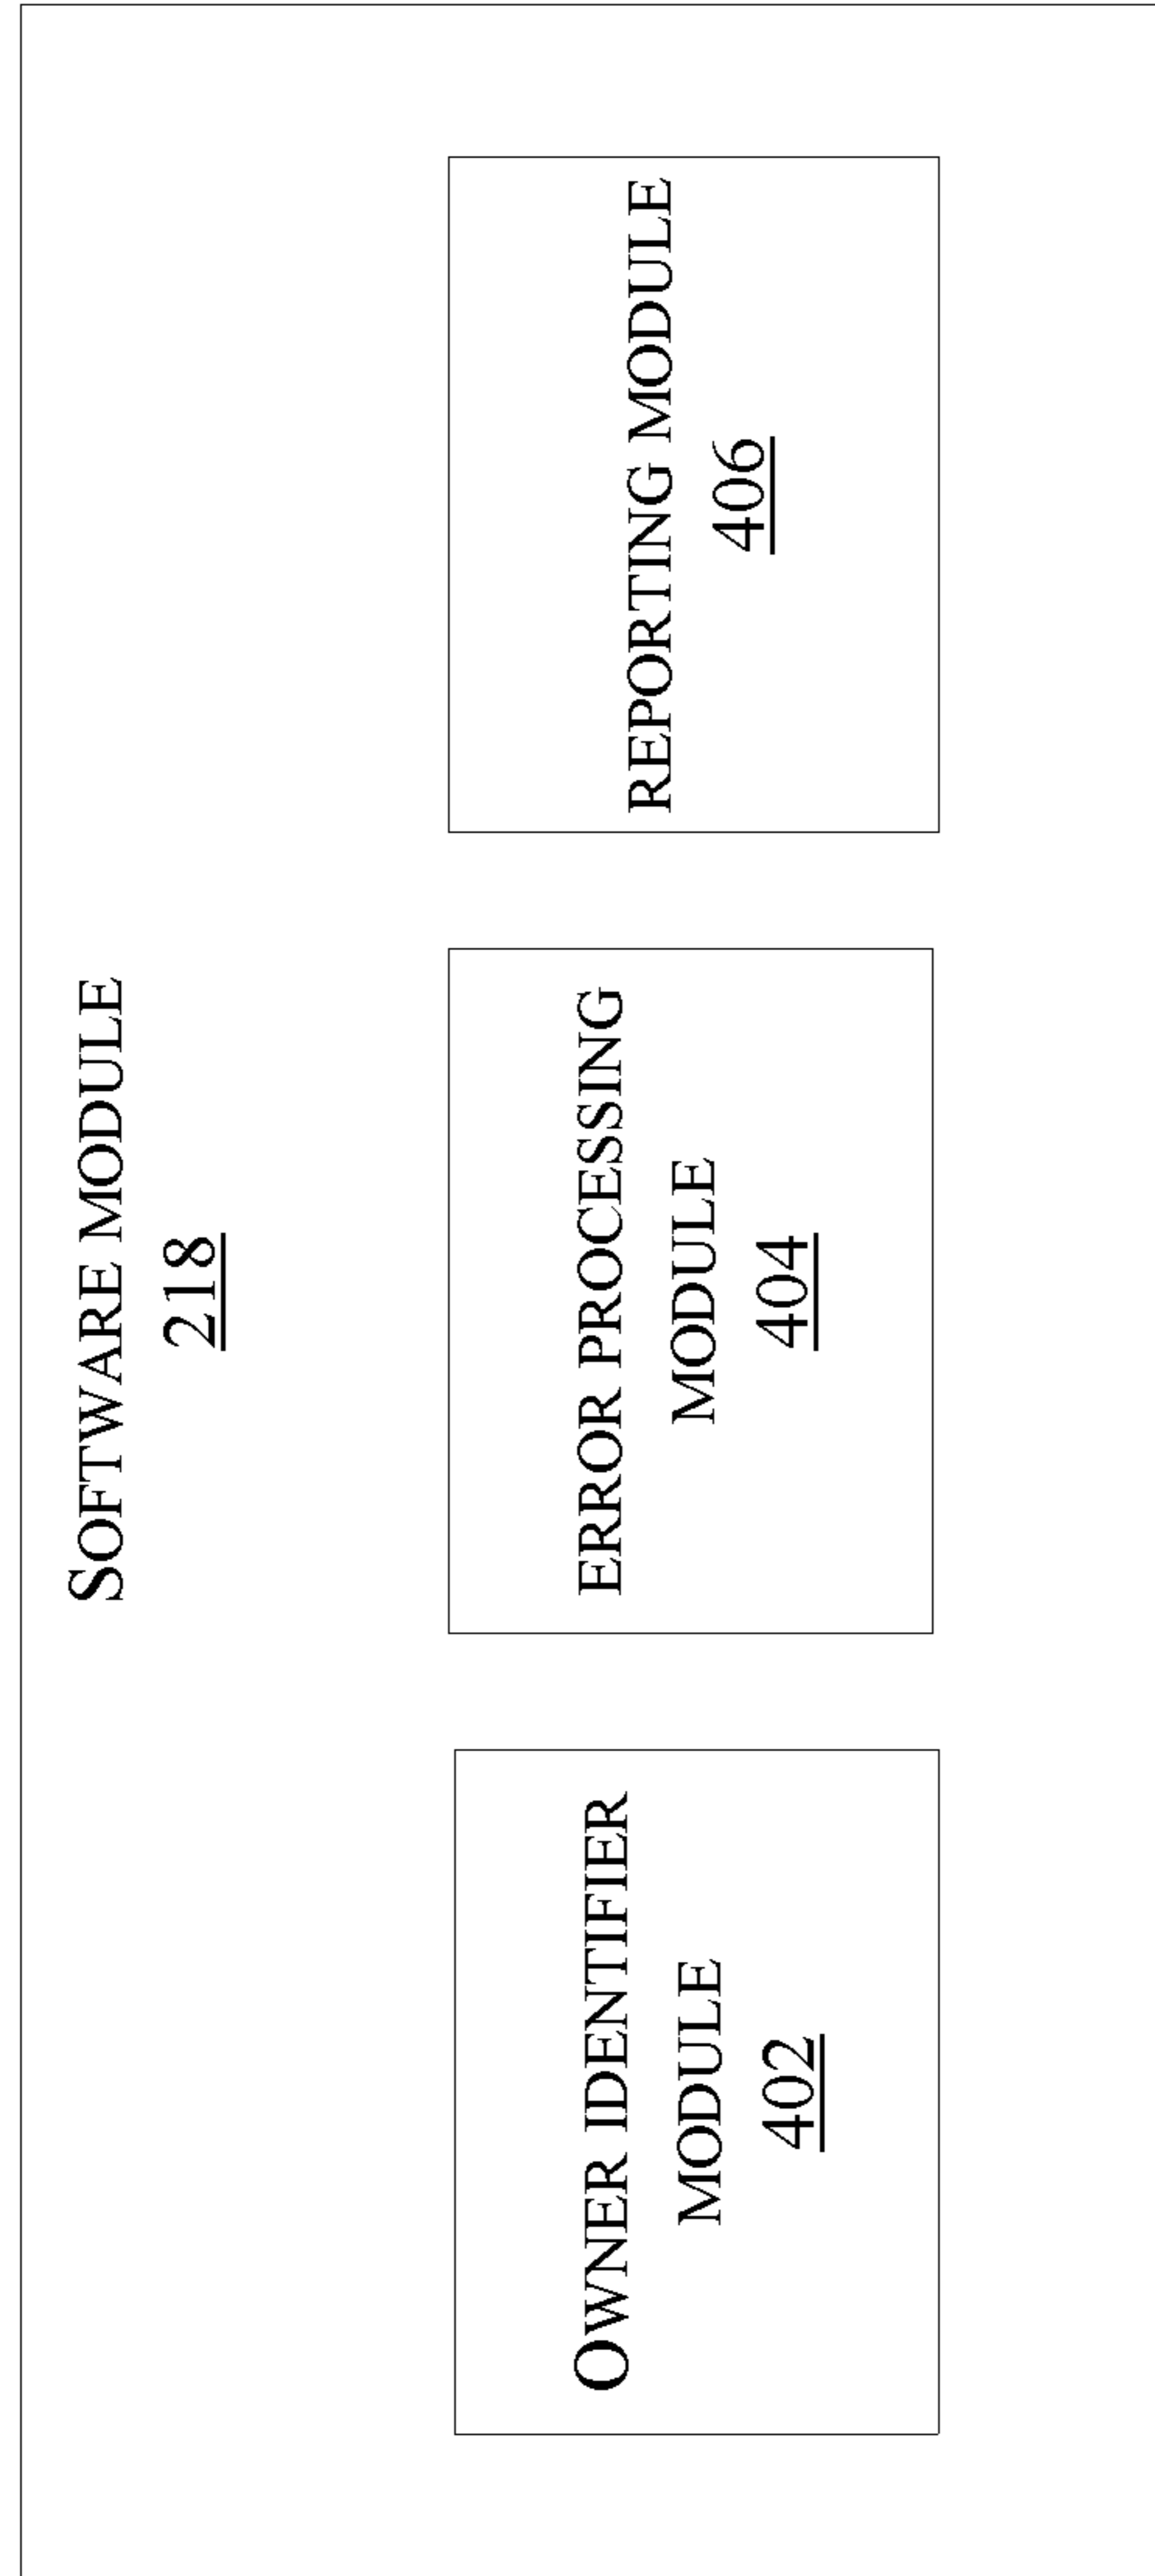 SOFTWARE MODULE
218
OWNER IDENTIFIER
MODULE
402
ERROR PROCESSING
MODULE
404
REPORTING MODULE
406